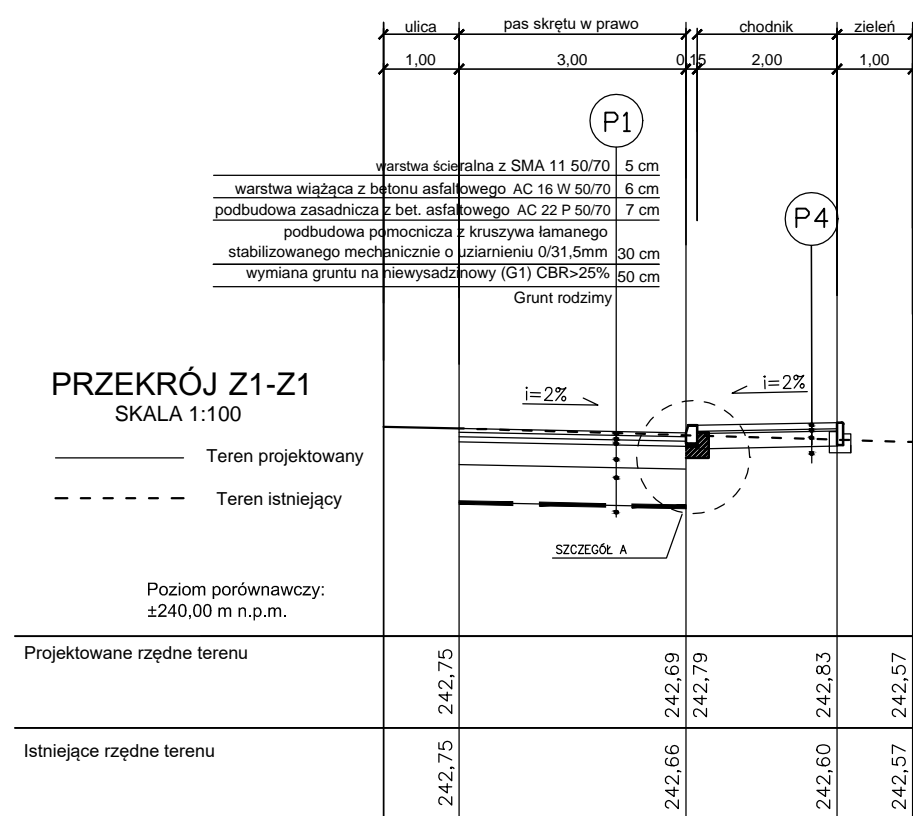 ulica pas skrętu w prawo chodnik zieleń
1,00 3,00 0,15 2,00 1,00
P1
warstwa ścieralna z SMA 11 50/70 5 cm
warstwa wiążąca z betonu asfaltowego AC 16 W 50/70 6 cm
podbudowa zasadnicza z bet. asfaltowego AC 22 P 50/70 7 cm
P4
podbudowa pomocnicza z kruszywa łamanego
stabilizowanego mechanicznie o uziarnieniu 0/31,5mm 30 cm
wymiana gruntu na niewysadzinowy (G1) CBR>25% 50 cm
Grunt rodzimy
PRZEKRÓJ Z1-Z1
SKALA 1:100
i=2% i=2%
Teren projektowany
Teren istniejący
SZCZEGÓŁ A
Poziom porównawczy:
±240,00 m n.p.m.
Projektowane rzędne terenu 242,75 242,69 242,79 242,83 242,57
Istniejące rzędne terenu 242,75 242,66 242,60 242,57